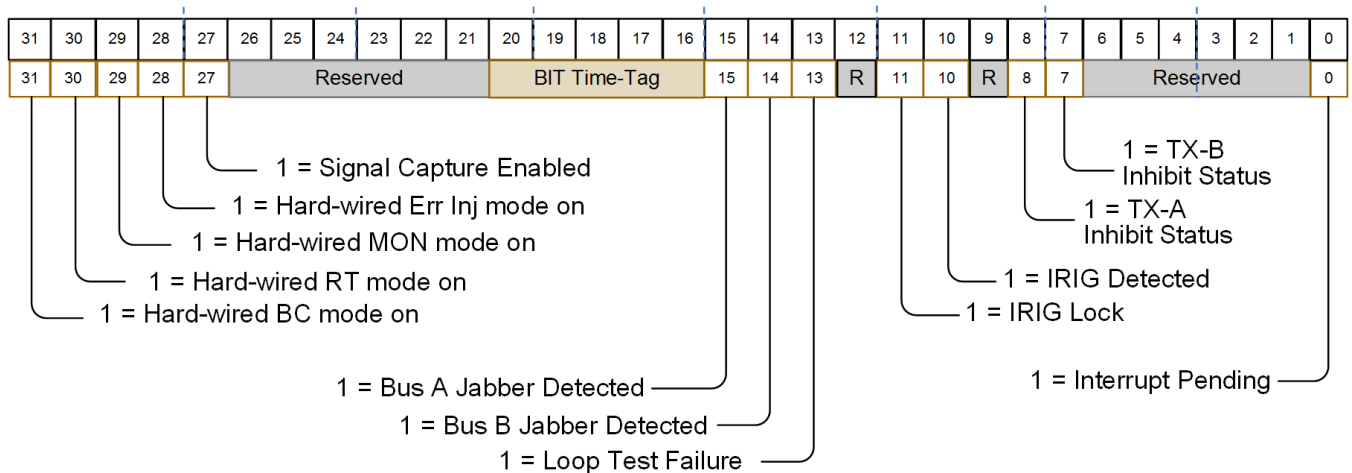 31 30 29 28 27 26 25 24 23 22 21 20 19 18 17 16 15 14 13 12 11 10 9 8 7 6 5 4 3 2 1 0
31 30 29 28 27 Reserved BIT Time-Tag 15 14 13 R 11 10 R 8 7 Reserved 0
1 = Signal Capture Enabled
1 = Hard-wired Err Inj mode on
1 = Hard-wired MON mode on
1 = Hard-wired RT mode on
1 = Hard-wired BC mode on
1 = TX-B
Inhibit Status
1 = TX-A
Inhibit Status
1 = IRIG Detected
1 = IRIG Lock
1 = Bus A Jabber Detected
1 = Interrupt Pending
1 = Bus B Jabber Detected
1 = Loop Test Failure